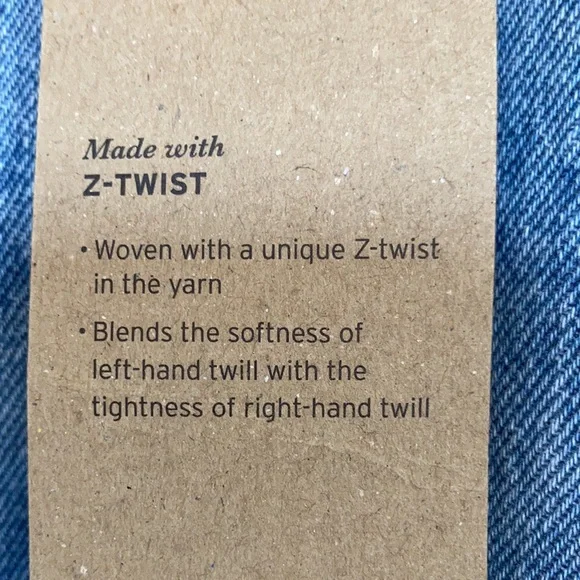 Made with
Z-TWIST
• Woven with a unique Z-twist
in the yarn
• Blends the softness of
left-hand twill with the
tightness of right-hand twill